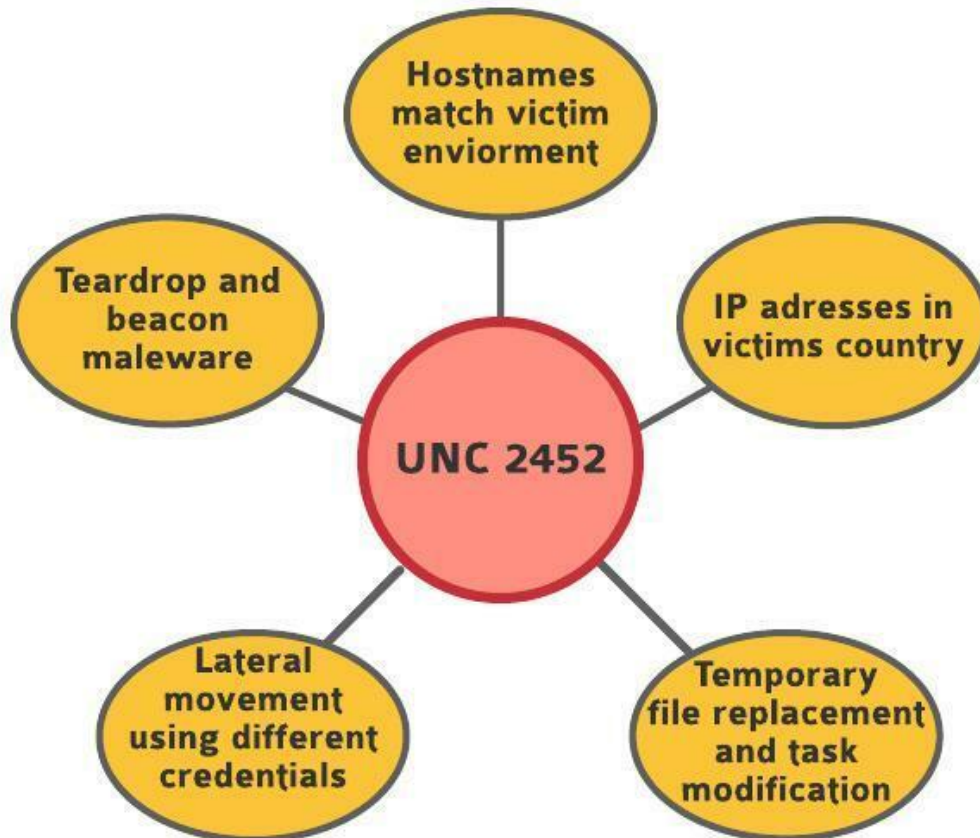 Hostnames
match victim
enviorment
Teardrop and
beacon
maleware
IP adresses in
victims country
UNC 2452
Lateral
movement
using different
credentials
Temporary
file replacement
and task
modification